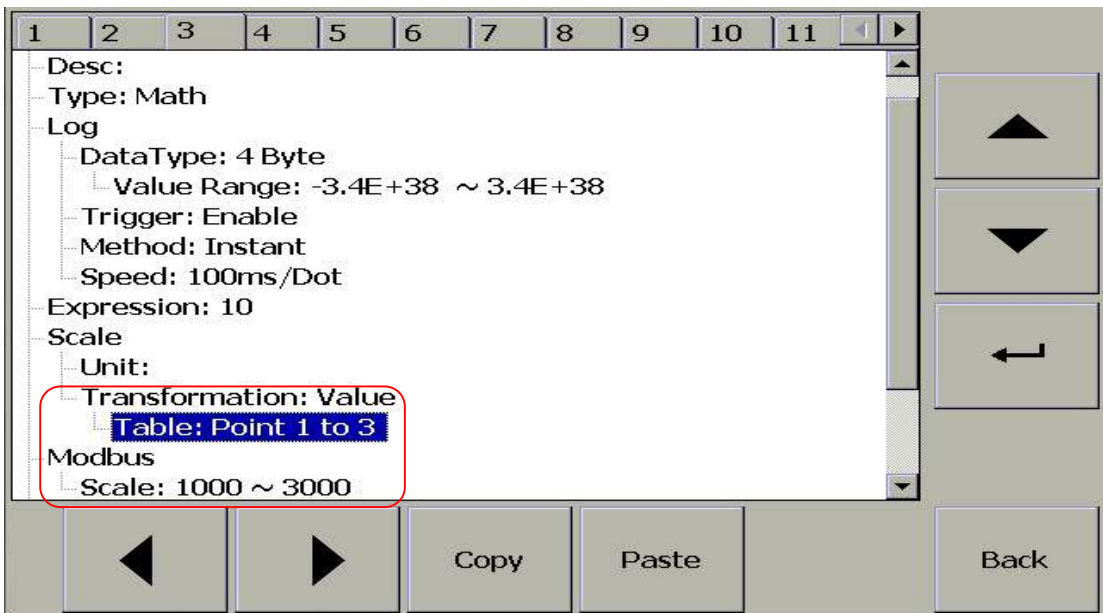 1 2 3 4 5 6 7 8 9 10 11
Desc:
Type: Math
Log
DataType: 4 Byte
Value Range: -3.4E+38 ~ 3.4E+38
Trigger: Enable
Method: Instant
Speed: 100ms/Dot
Expression: 10
Scale
Unit:
Transformation: Value
Table: Point 1 to 3
Modbus
Scale: 1000 ~ 3000
Copy Paste Back